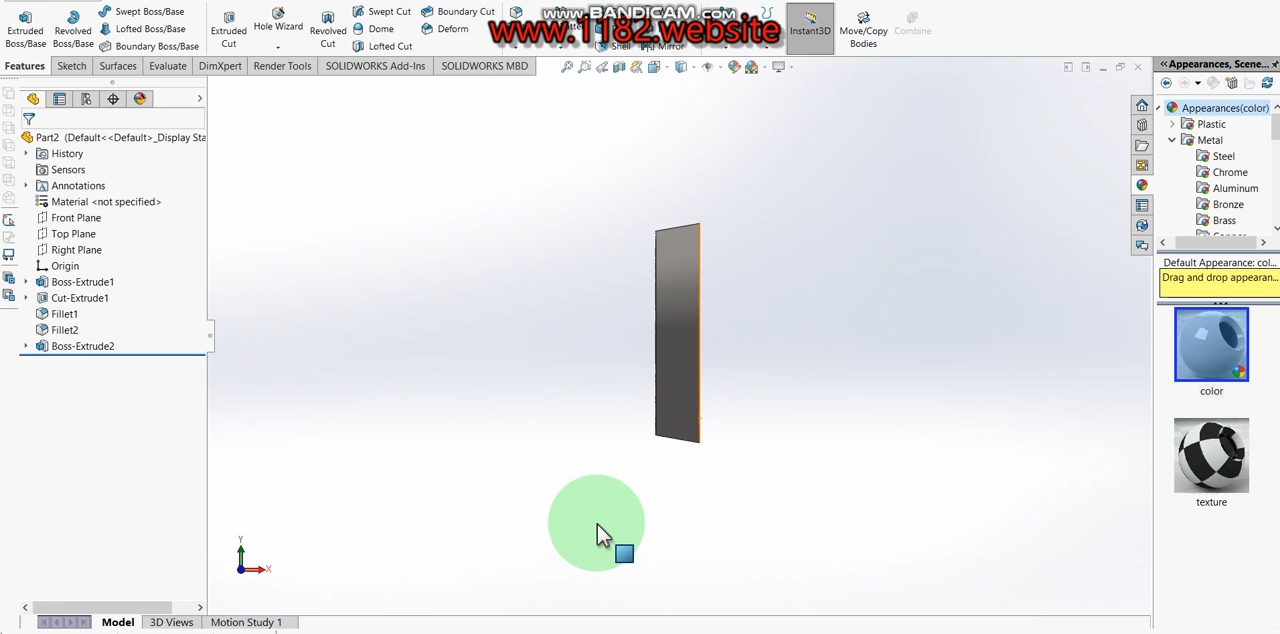 www.BANDICAM.com
www.1182.website
Extruded Boss/Base
Revolved Boss/Base
Swept Boss/Base
Lofted Boss/Base
Boundary Boss/Base
Extruded Cut
Hole Wizard
Revolved Cut
Swept Cut
Dome
Lofted Cut
Boundary Cut
Deform
Shell
Mirror
Instant3D
Move/Copy Bodies
Combine
Features
Sketch
Surfaces
Evaluate
DimXpert
Render Tools
SOLIDWORKS Add-Ins
SOLIDWORKS MBD
Part2 (Default<<Default>_Display Sta
History
Sensors
Annotations
Material <not specified>
Front Plane
Top Plane
Right Plane
Origin
Boss-Extrude1
Cut-Extrude1
Fillet1
Fillet2
Boss-Extrude2
Y
X
Model
3D Views
Motion Study 1
Appearances, Scene...
Appearances(color)
Plastic
Metal
Steel
Chrome
Aluminum
Bronze
Brass
Default Appearance: col...
Drag and drop appearan...
color
texture